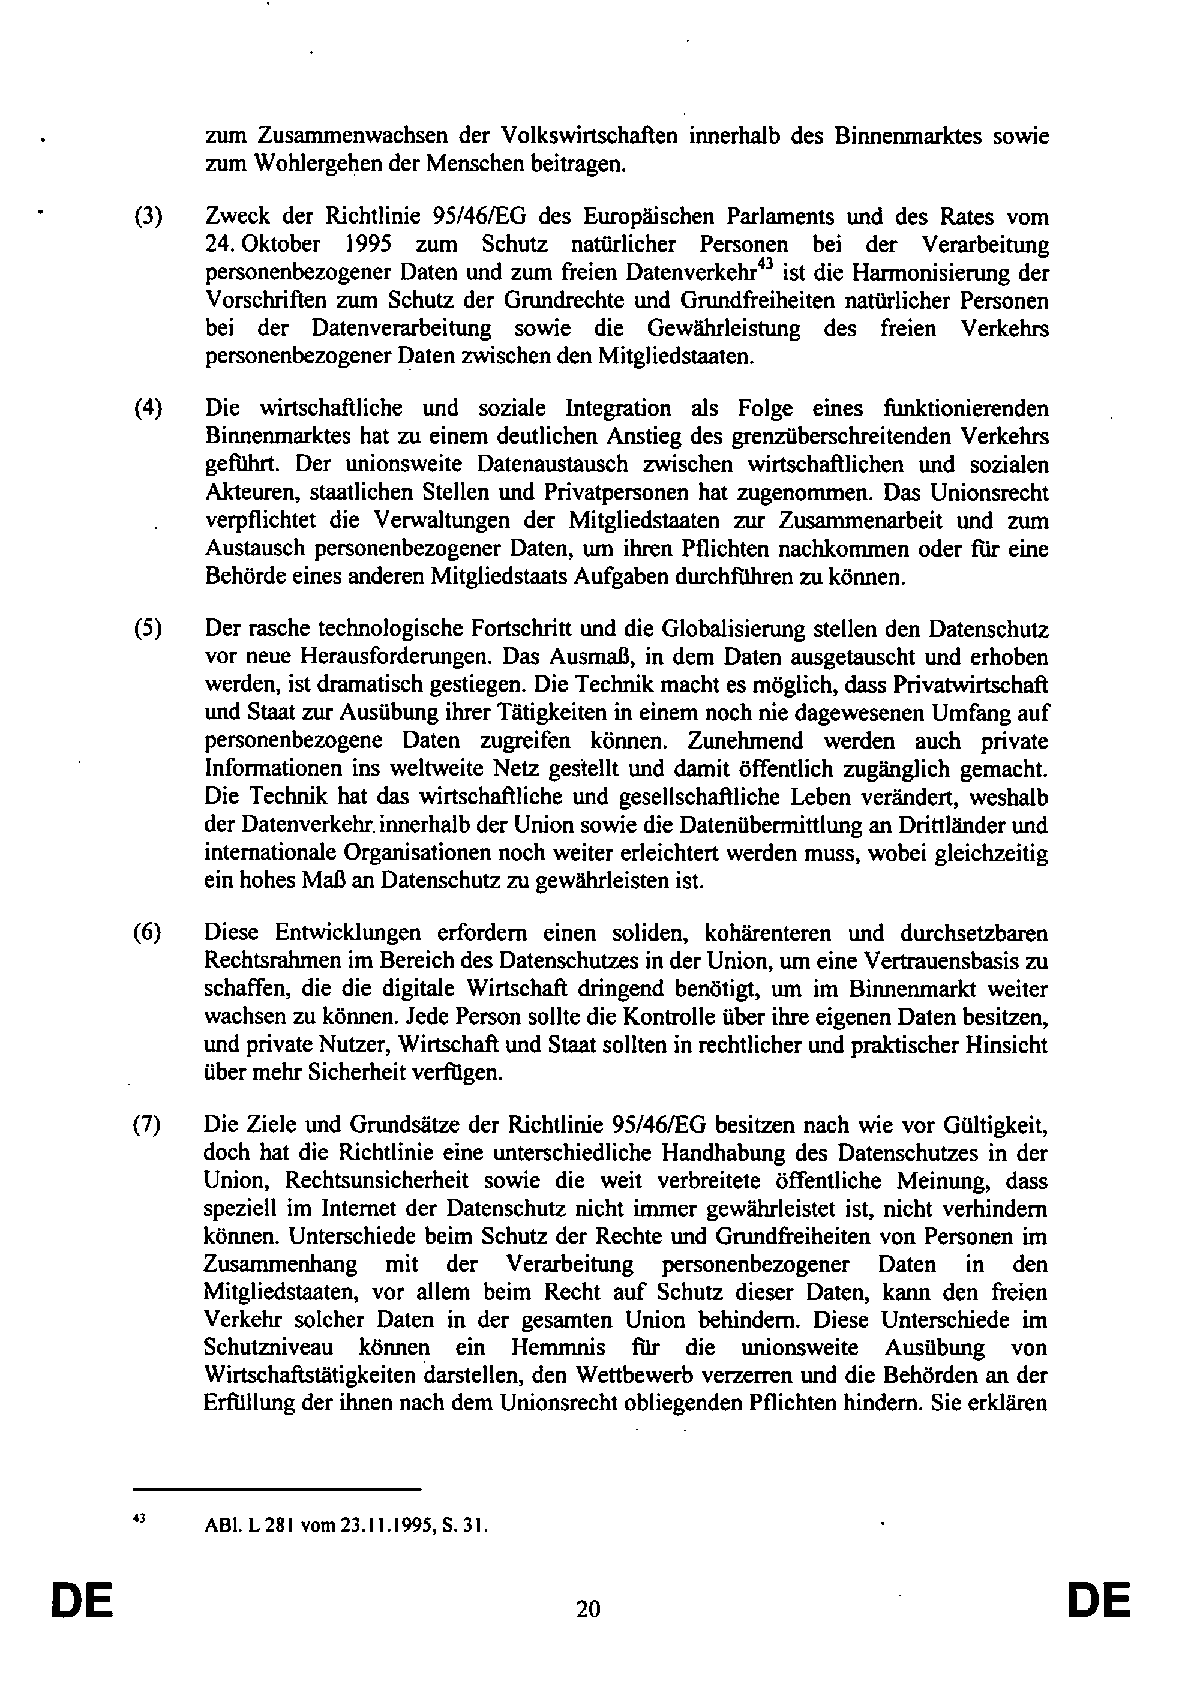 zum Zusammenwachsen der Volkswirtschaften innerhalb des Binnenmarktes sowie
zum Wohlergehen der Menschen beitragen.
(3) Zweck der Richtlinie 95/46/EG des Europäischen Parlaments und des Rates vom
24. Oktober 1995 zum Schutz natürlicher Personen bei der Verarbeitung
personenbezogener Daten und zum freien Datenverkehr43 ist die Harmonisierung der
Vorschriften zum Schutz der Grundrechte und Grundfreiheiten natürlicher Personen
bei der Datenverarbeitung sowie die Gewährleistung des freien Verkehrs
personenbezogener Daten zwischen den Mitgliedstaaten.
(4) Die wirtschaftliche und soziale Integration als Folge eines funktionierenden
Binnenmarktes hat zu einem deutlichen Anstieg des grenzüberschreitenden Verkehrs
geführt. Der unionsweite Datenaustausch zwischen wirtschaftlichen und sozialen
Akteuren, staatlichen Stellen und Privatpersonen hat zugenommen. Das Unionsrecht
verpflichtet die Verwaltungen der Mitgliedstaaten zur Zusammenarbeit und zum
Austausch personenbezogener Daten, um ihren Pflichten nachkommen oder für eine
Behörde eines anderen Mitgliedstaats Aufgaben durchführen zu können.
(5) Der rasche technologische Fortschritt und die Globalisierung stellen den Datenschutz
vor neue Herausforderungen. Das Ausmaß, in dem Daten ausgetauscht und erhoben
werden, ist dramatisch gestiegen. Die Technik macht es möglich, dass Privatwirtschaft
und Staat zur Ausübung ihrer Tätigkeiten in einem noch nie dagewesenen Umfang auf
personenbezogene Daten zugreifen können. Zunehmend werden auch private
Informationen ins weltweite Netz gestellt und damit öffentlich zugänglich gemacht.
Die Technik hat das wirtschaftliche und gesellschaftliche Leben verändert, weshalb
der Datenverkehr innerhalb der Union sowie die Datenübermittlung an Drittländer und
internationale Organisationen noch weiter erleichtert werden muss, wobei gleichzeitig
ein hohes Maß an Datenschutz zu gewährleisten ist.
(6) Diese Entwicklungen erfordern einen soliden, kohärenteren und durchsetzbaren
Rechtsrahmen im Bereich des Datenschutzes in der Union, um eine Vertrauensbasis zu
schaffen, die die digitale Wirtschaft dringend benötigt, um im Binnenmarkt weiter
wachsen zu können. Jede Person sollte die Kontrolle über ihre eigenen Daten besitzen,
und private Nutzer, Wirtschaft und Staat sollten in rechtlicher und praktischer Hinsicht
über mehr Sicherheit verfügen.
(7) Die Ziele und Grundsätze der Richtlinie 95/46/EG besitzen nach wie vor Gültigkeit,
doch hat die Richtlinie eine unterschiedliche Handhabung des Datenschutzes in der
Union, Rechtsunsicherheit sowie die weit verbreitete öffentliche Meinung, dass
speziell im Internet der Datenschutz nicht immer gewährleistet ist, nicht verhindern
können. Unterschiede beim Schutz der Rechte und Grundfreiheiten von Personen im
Zusammenhang mit der Verarbeitung personenbezogener Daten in den
Mitgliedstaaten, vor allem beim Recht auf Schutz dieser Daten, kann den freien
Verkehr solcher Daten in der gesamten Union behindern. Diese Unterschiede im
Schutzniveau können ein Hemmnis für die unionsweite Ausübung von
Wirtschaftstätigkeiten darstellen, den Wettbewerb verzerren und die Behörden an der
Erfüllung der ihnen nach dem Unionsrecht obliegenden Pflichten hindern. Sie erklären
43 ABl. L 281 vom 23.11.1995, S. 31.
DE 20 DE